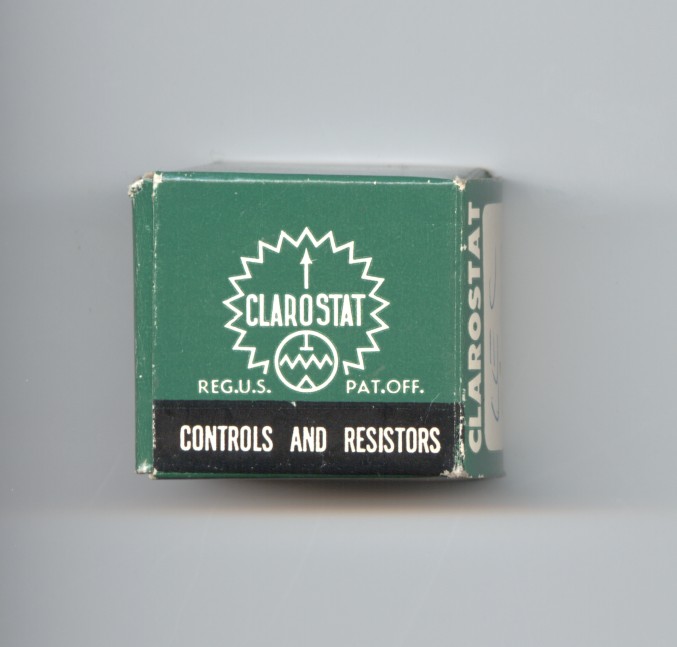 CLAROSTAT
REG.U.S. PAT.OFF.
CONTROLS AND RESISTORS
CLAROSTAT